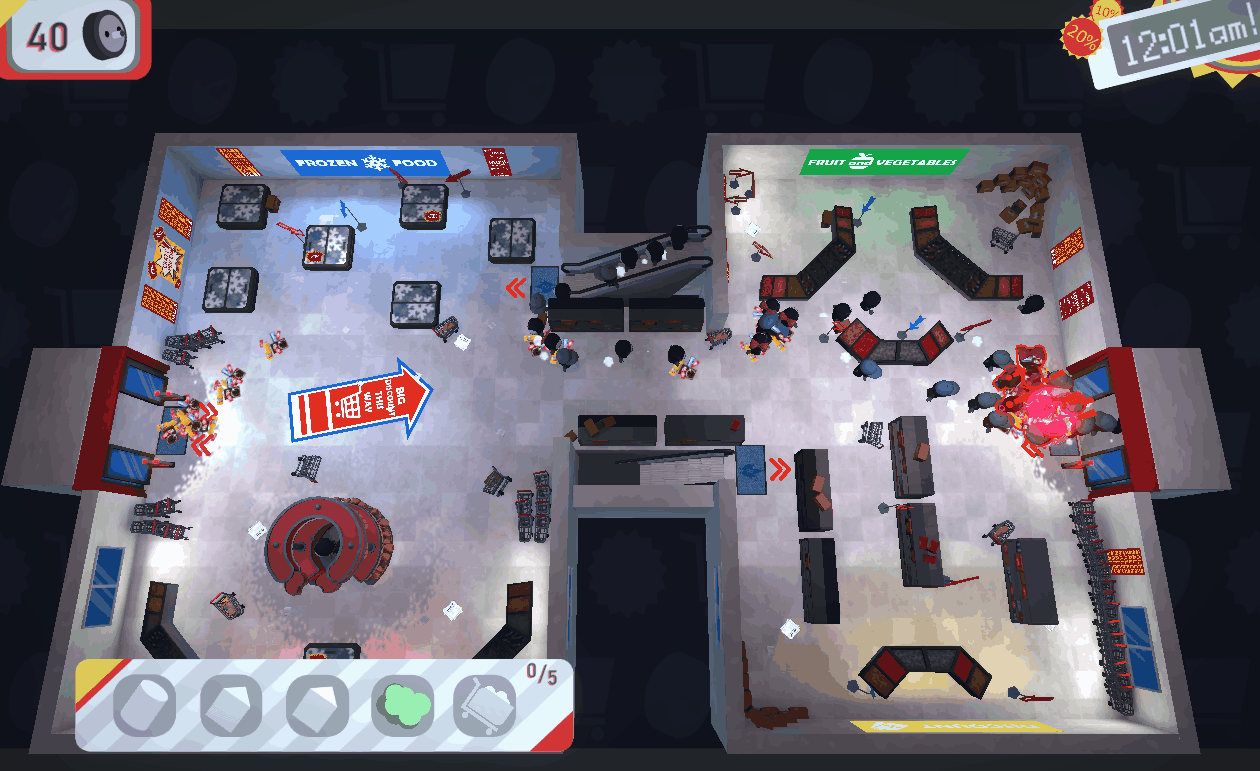 40
10%
20%
12:01am!
FROZEN FOOD
FRUIT and VEGETABLES
BIG
DISCOUNT
THIS
WAY
0/5